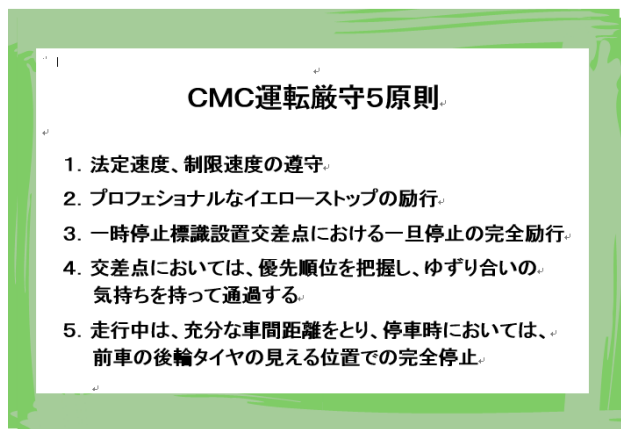 CMC運転厳守5原則
1. 法定速度、制限速度の遵守
2. プロフェショナルなイエローストップの励行
3. 一時停止標識設置交差点における一旦停止の完全励行
4. 交差点においては、優先順位を把握し、ゆずり合いの
気持ちを持って通過する
5. 走行中は、充分な車間距離をとり、停車時においては、
前車の後輪タイヤの見える位置での完全停止